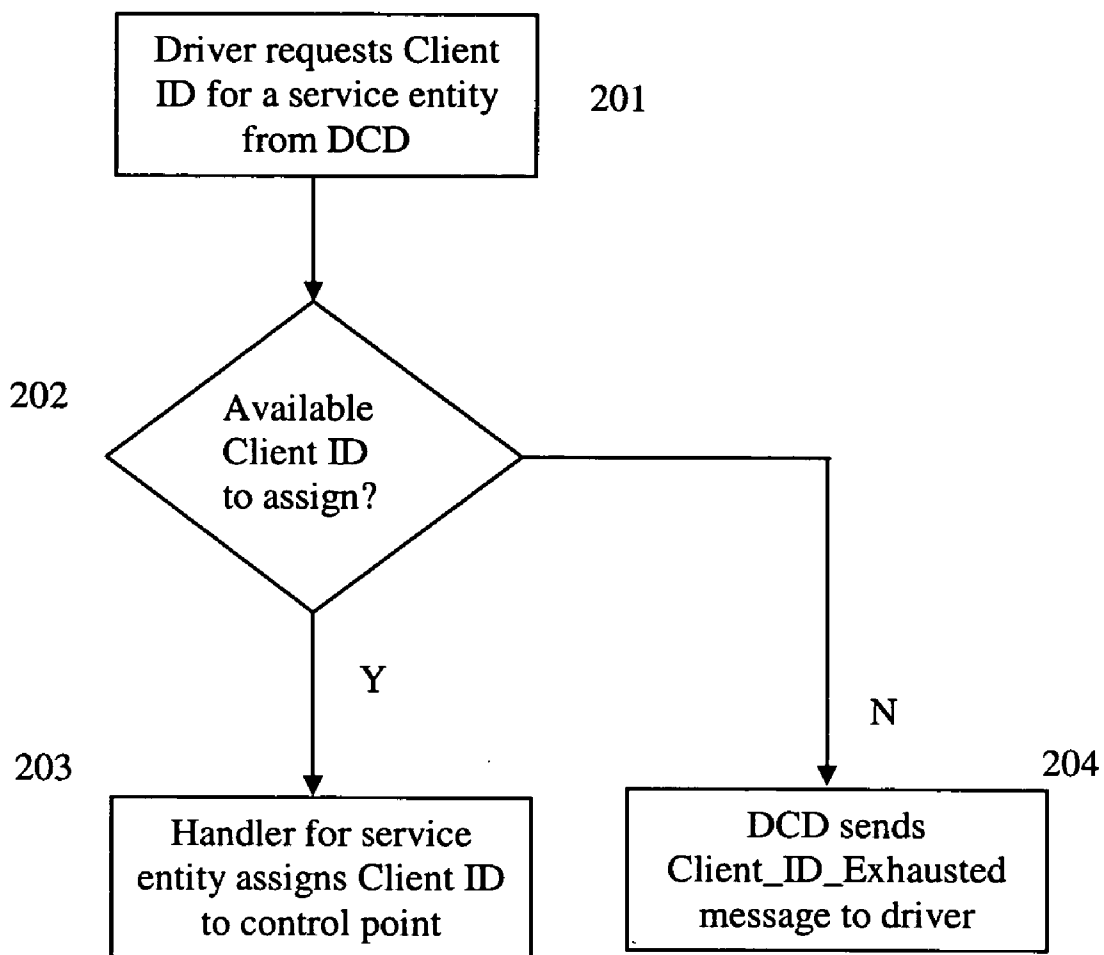 Driver requests Client
ID for a service entity
from DCD
201
202
Available
Client ID
to assign?
Y
N
203
Handler for service
entity assigns Client ID
to control point
204
DCD sends
Client_ID_Exhausted
message to driver